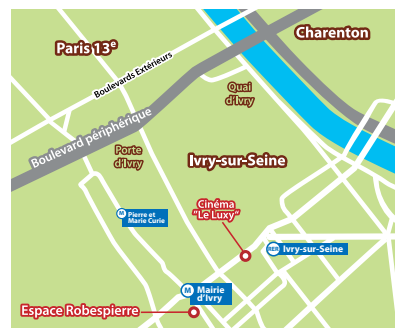 Charenton
Paris 13e
Boulevards Extérieurs
Quai
d'Ivry
Boulevard périphérique
Porte
d'Ivry
Ivry-sur-Seine
Cinéma
"Le Luxy"
M Pierre et
Marie Curie
RER Ivry-sur-Seine
M Mairie
d'Ivry
Espace Robespierre